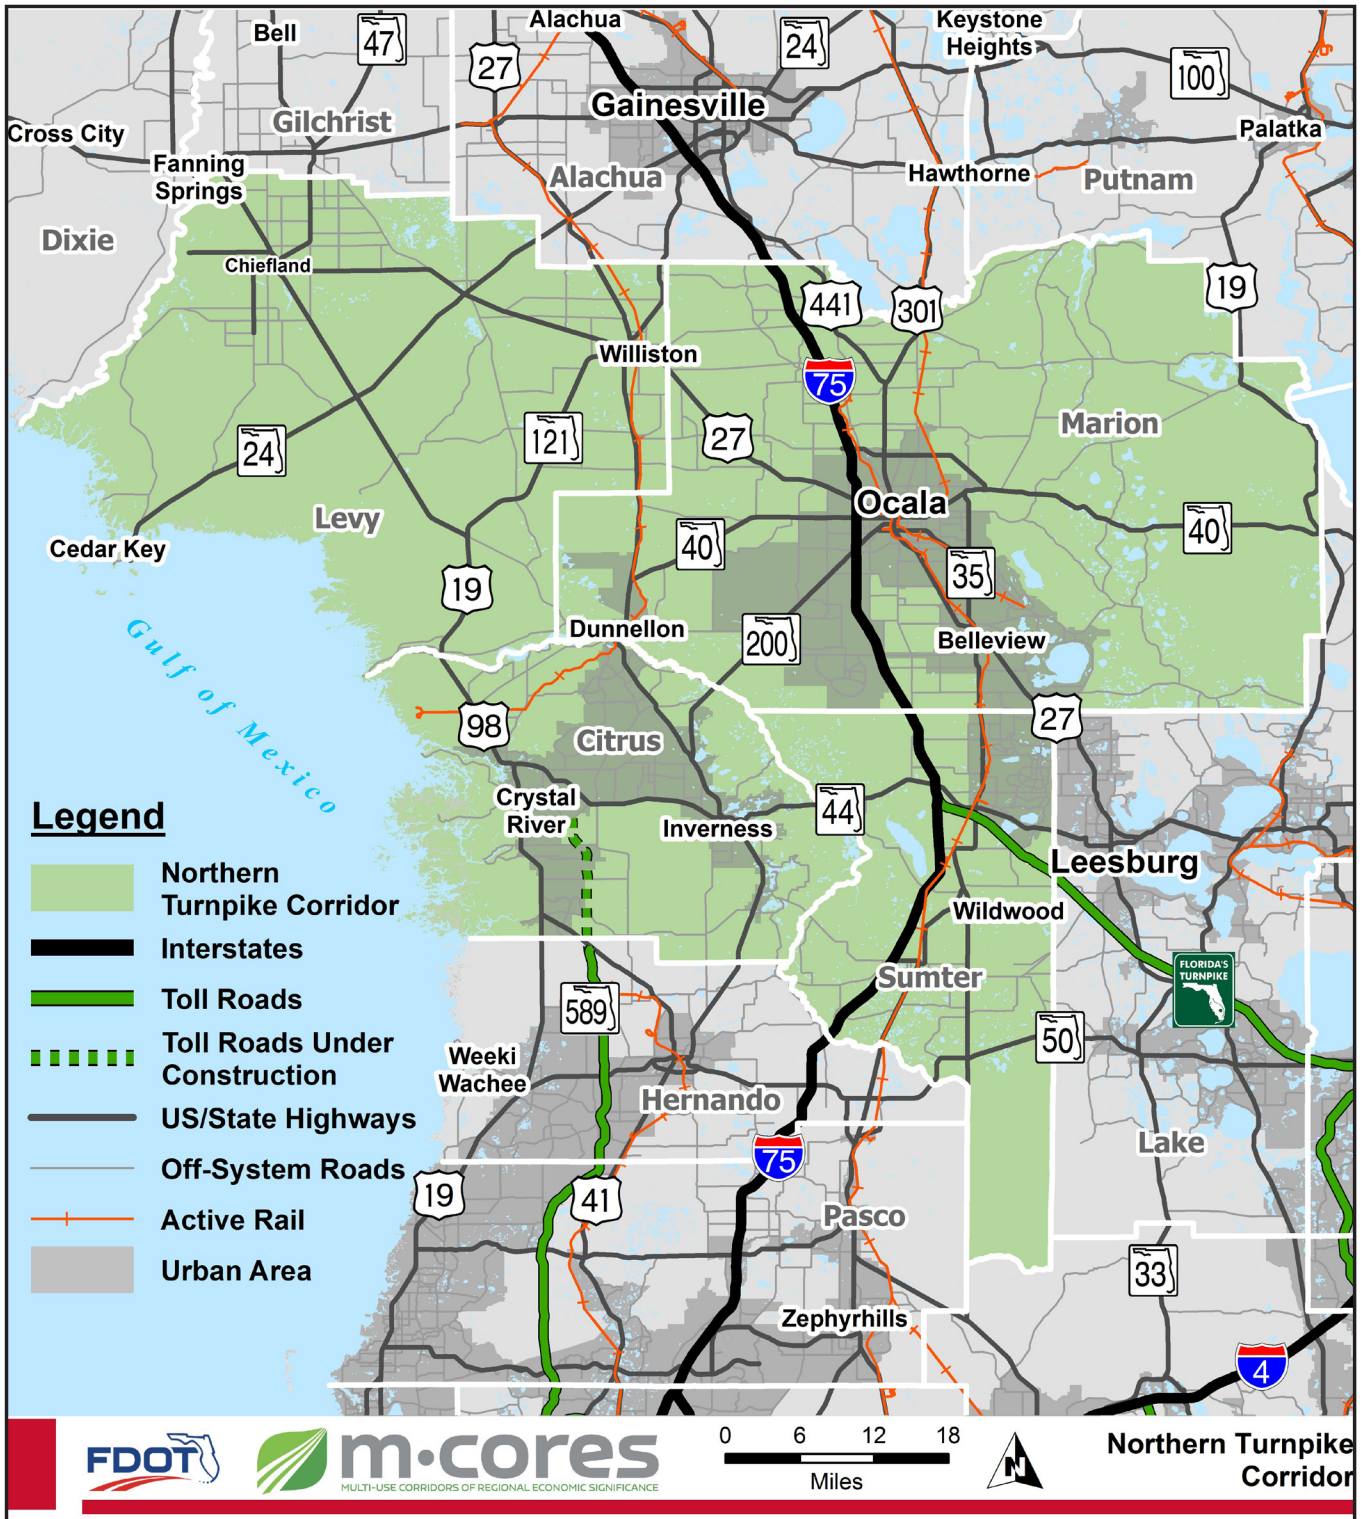 Bell
47
Alachua
27
24
Keystone
Heights
100
Gainesville
Gilchrist
Cross City
Palatka
Fanning
Springs
Alachua
Hawthorne
Putnam
Dixie
Chiefland
441
301
19
Williston
75
Marion
24
121
27
Ocala
Levy
40
40
Cedar Key
19
35
Dunnellon
200
Belleview
Gulf of Mexico
98
27
Citrus
Crystal
River
Inverness
44
Leesburg
Wildwood
Sumter
FLORIDA'S
TURNPIKE
589
50
Weeki
Wachee
Hernando
75
Lake
19
41
Pasco
33
Zephyrhills
4
Legend
Northern
Turnpike Corridor
Interstates
Toll Roads
Toll Roads Under
Construction
US/State Highways
Off-System Roads
Active Rail
Urban Area
FDOT
m·cores
MULTI-USE CORRIDORS OF REGIONAL ECONOMIC SIGNIFICANCE
0 6 12 18
Miles
N
Northern Turnpike
Corridor